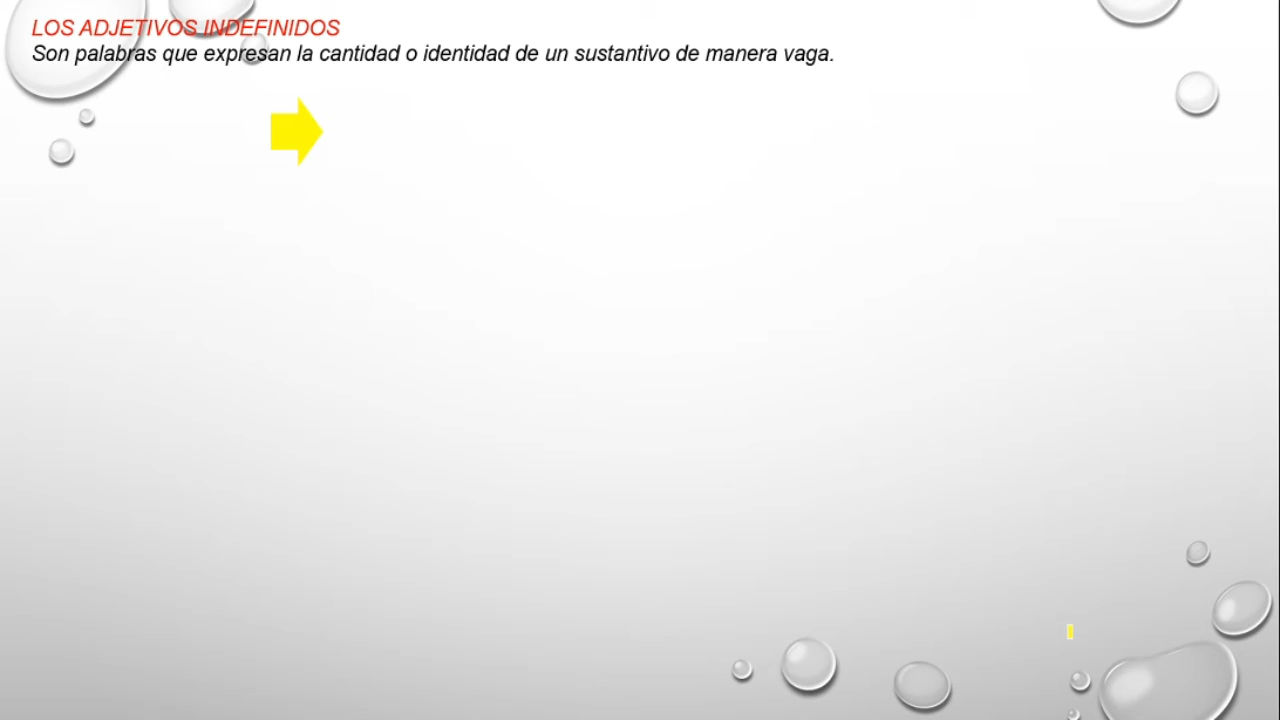 LOS ADJETIVOS INDEFINIDOS
Son palabras que expresan la cantidad o identidad de un sustantivo de manera vaga.